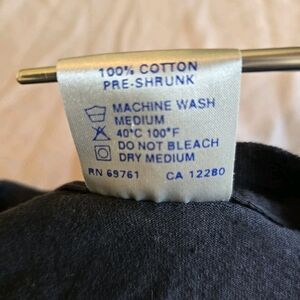 100% COTTON
PRE-SHRUNK
MACHINE WASH
MEDIUM
40°C 100°F
DO NOT BLEACH
DRY MEDIUM
RN 69761 CA 12280